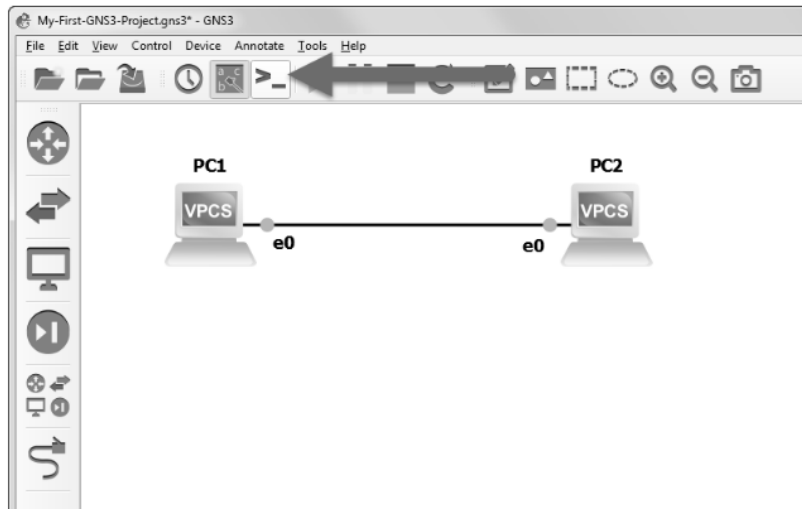 My-First-GNS3-Project.gns3* - GNS3
File Edit View Control Device Annotate Tools Help
a c
b
>_
PC1 PC2
VPCS VPCS
e0 e0